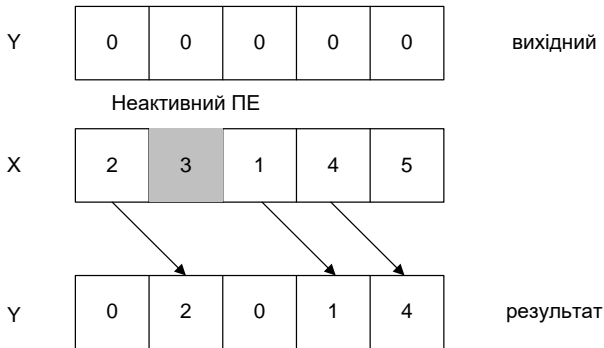 Y 0 0 0 0 0 вихідний
Неактивний ПЕ
X 2 3 1 4 5
Y 0 2 0 1 4 результат